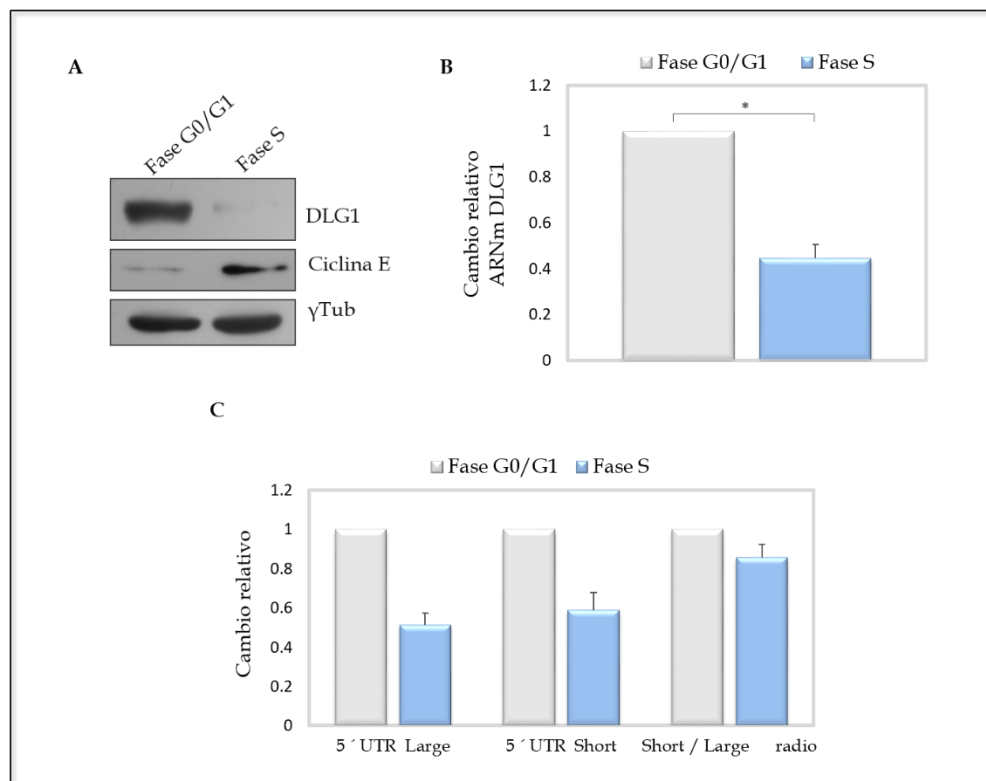 A
Fase G0/G1
Fase S
DLG1
Ciclina E
γTub
B
Fase G0/G1 Fase S
Cambio relativo
ARNm DLG1
1.2
1
0.8
0.6
0.4
0.2
0
*
C
Fase G0/G1 Fase S
Cambio relativo
1.2
1
0.8
0.6
0.4
0.2
0
5´UTR Large 5´UTR Short Short / Large radio